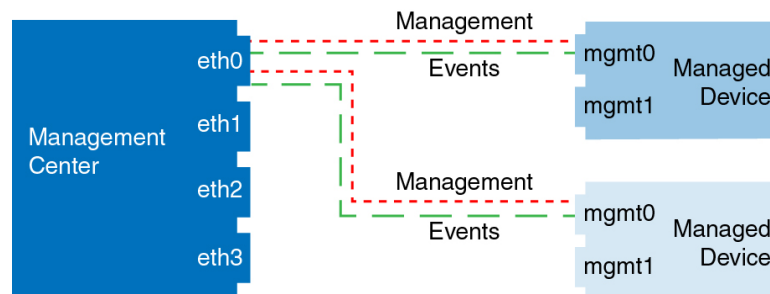 Management
Events
Management
Center
eth0
eth1
eth2
eth3
mgmt0
mgmt1
Managed
Device
Management
Events
mgmt0
mgmt1
Managed
Device